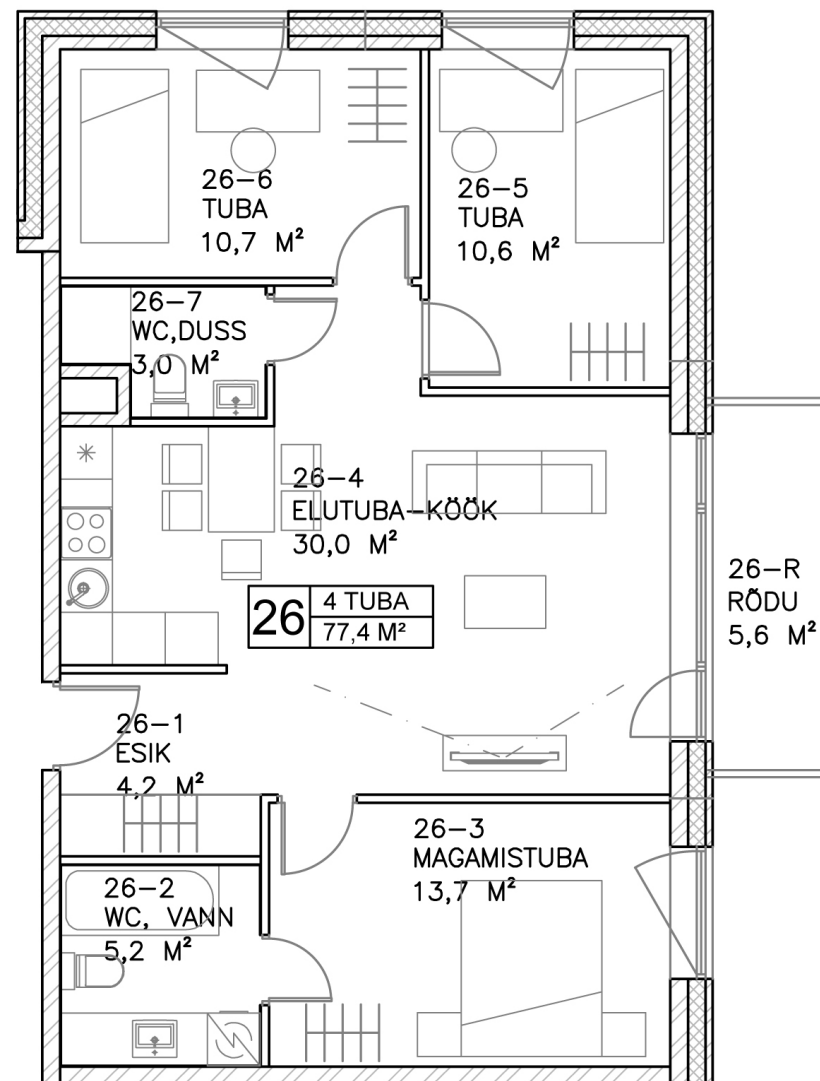 26-6
TUBA
10,7 M²
26-5
TUBA
10,6 M²
26-7
WC,DUSS
3,0 M²
26-4
ELUTUBA-KÖÖK
30,0 M²
26-R
RÕDU
5,6 M²
26
4 TUBA
77,4 M²
26-1
ESIK
4,2 M²
26-3
MAGAMISTUBA
13,7 M²
26-2
WC, VANN
5,2 M²